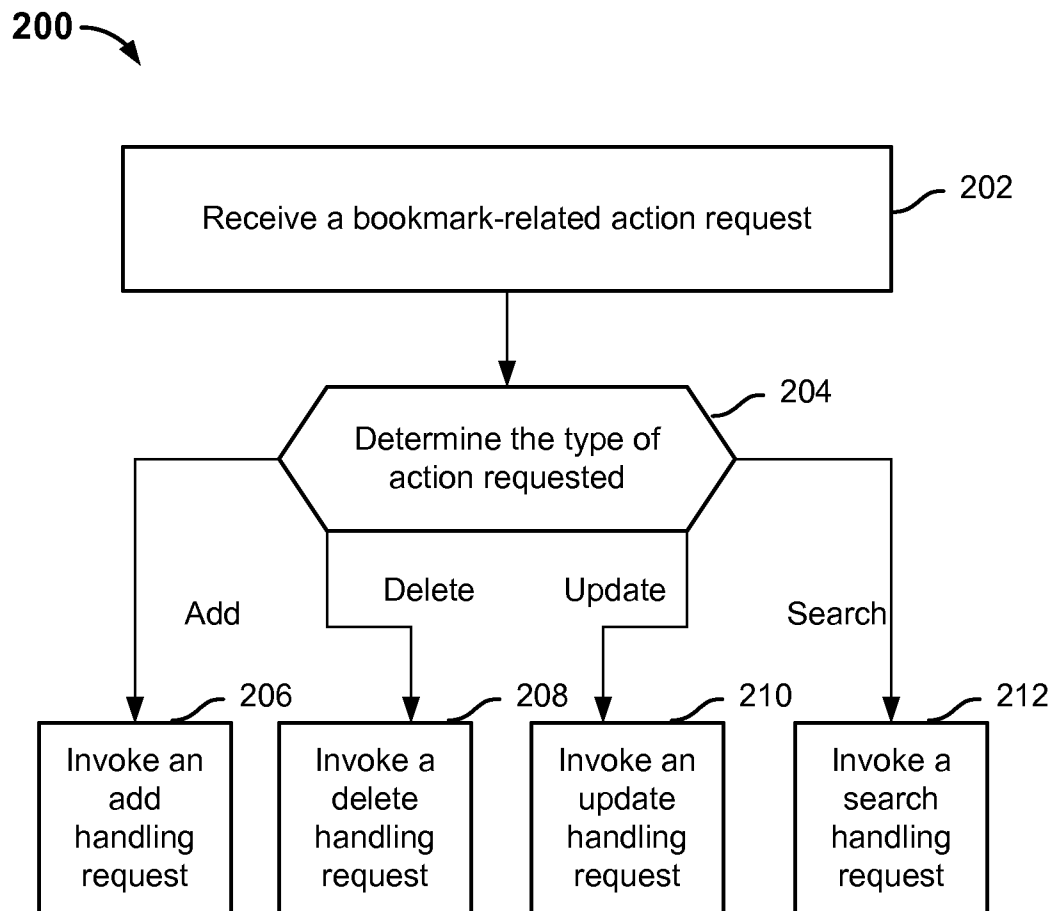 200
202
Receive a bookmark-related action request
204
Determine the type of
action requested
Delete
Update
Add
Search
206
208
210
212
Invoke an
add
handling
request
Invoke a
delete
handling
request
Invoke an
update
handling
request
Invoke a
search
handling
request